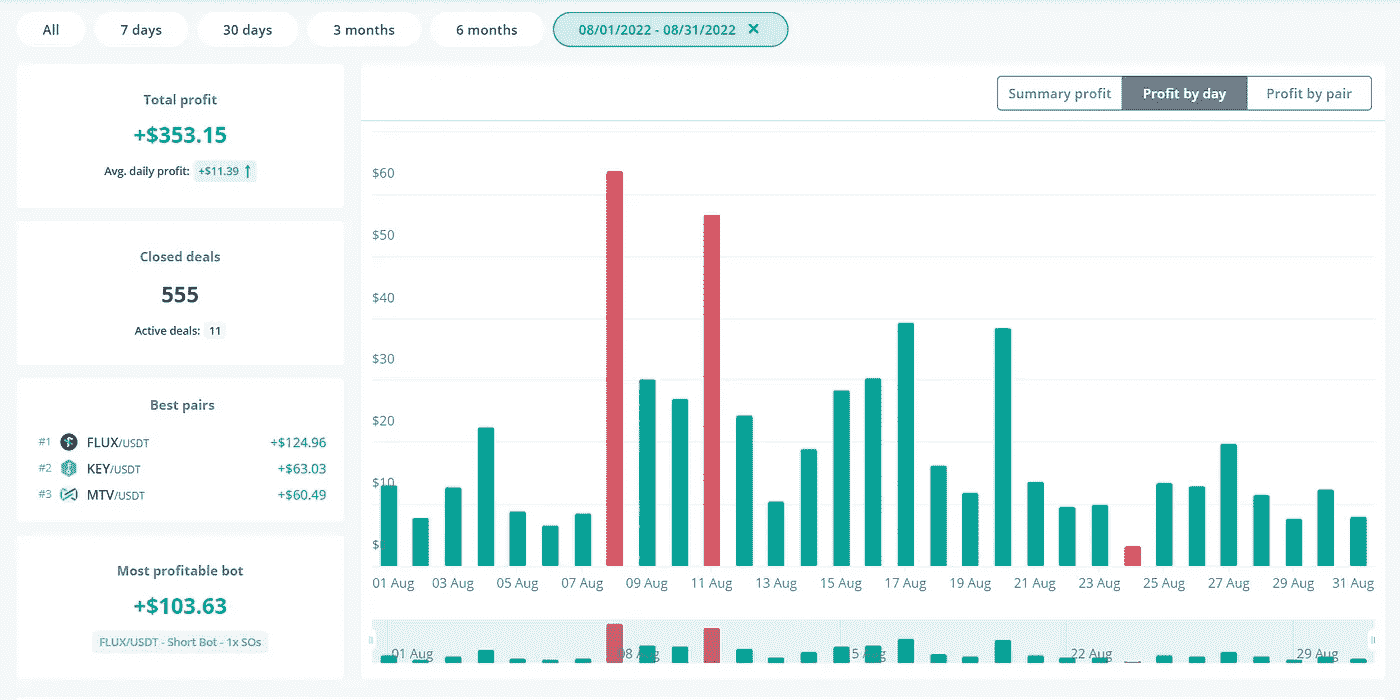 All 7 days 30 days 3 months 6 months 08/01/2022 - 08/31/2022 ✕
Total profit
+$353.15
Avg. daily profit: +$11.39 ↑
Closed deals
555
Active deals: 11
Best pairs
#1 FLUX/USDT +$124.96
#2 KEY/USDT +$63.03
#3 MTV/USDT +$60.49
Most profitable bot
+$103.63
FLUX/USDT - Short Bot - 1x SOs
Summary profit Profit by day Profit by pair
$60
$50
$40
$30
$20
$10
01 Aug 03 Aug 05 Aug 07 Aug 09 Aug 11 Aug 13 Aug 15 Aug 17 Aug 19 Aug 21 Aug 23 Aug 25 Aug 27 Aug 29 Aug 31 Aug
01 Aug 08 Aug 5 Aug 22 Aug 29 Aug